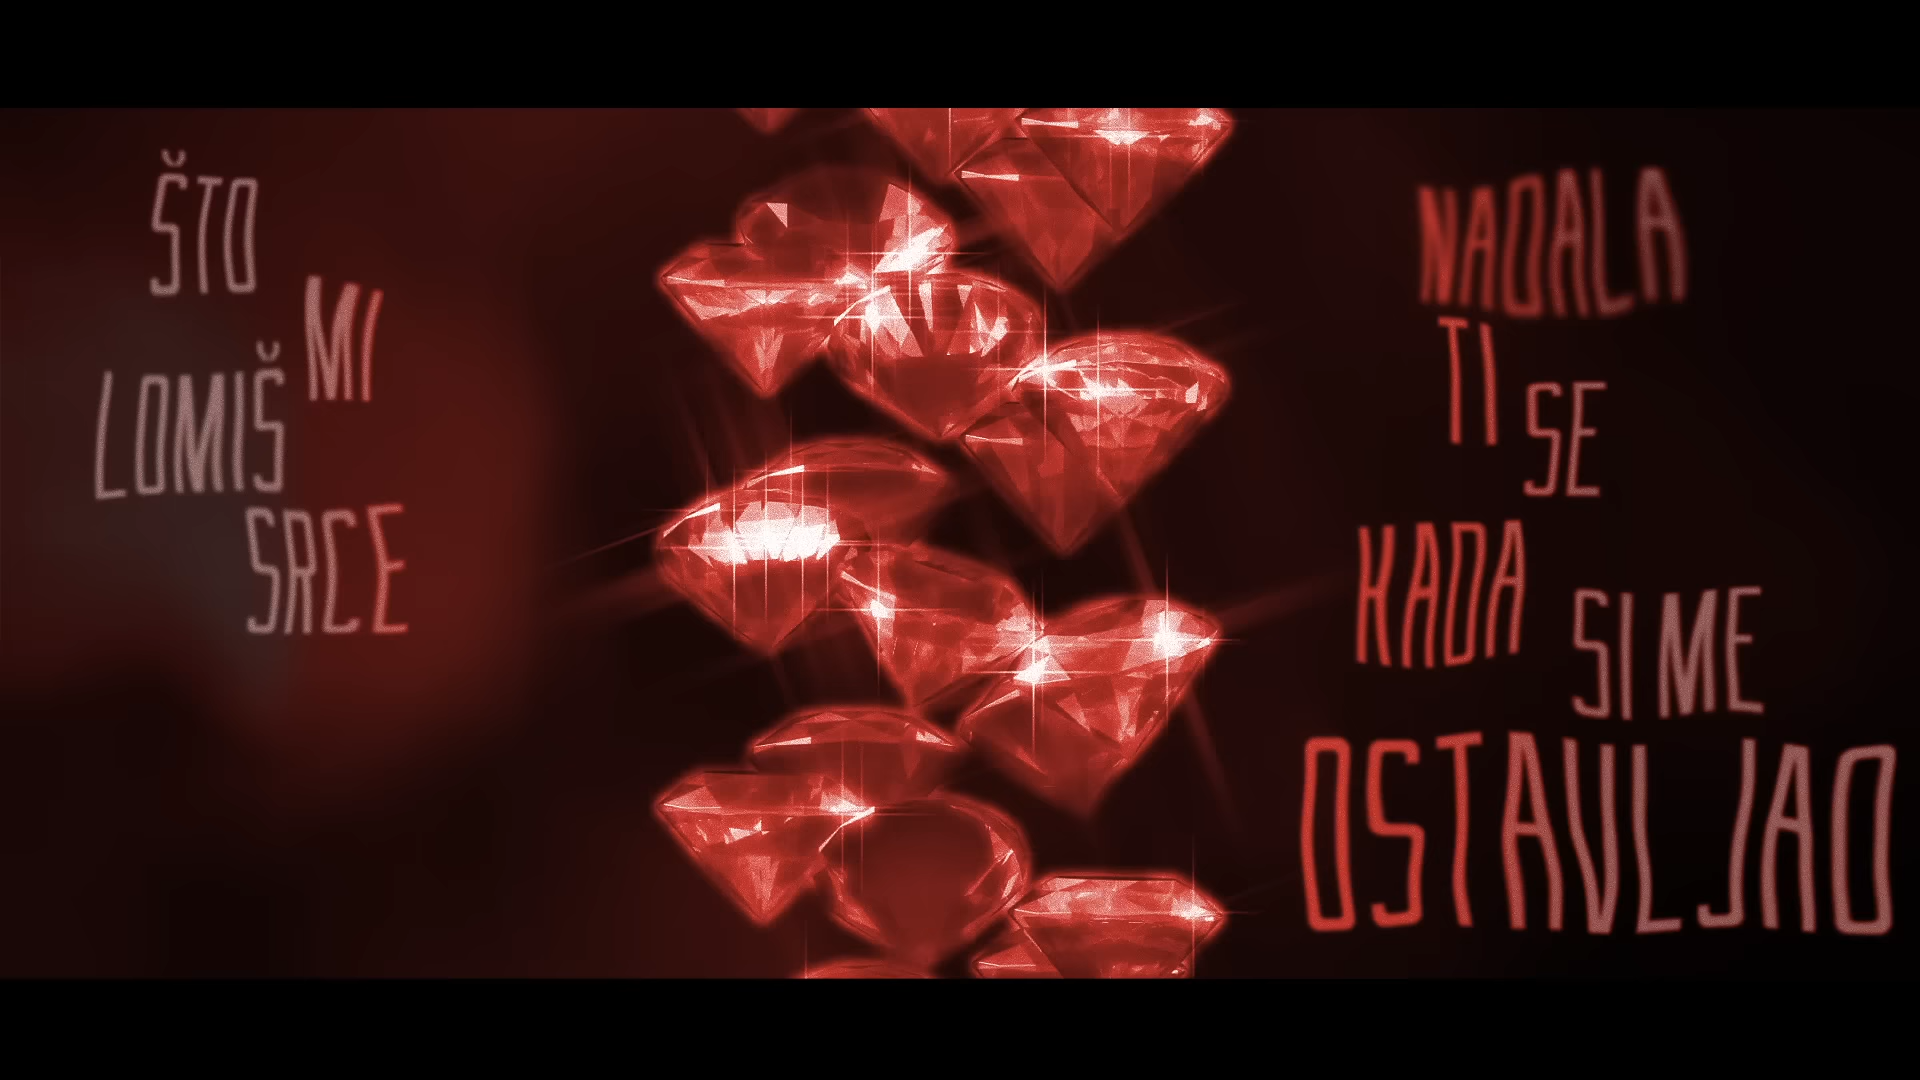 ŠTO
MI
LOMIŠ
SRCE
NADALA
TI
SE
KADA
SI ME
OSTAVLJAO